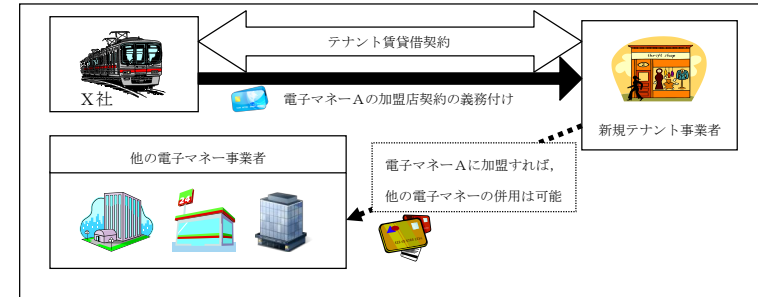 テナント賃貸借契約
X社
電子マネーAの加盟店契約の義務付け
新規テナント事業者
他の電子マネー事業者
電子マネーAに加盟すれば,
他の電子マネーの併用は可能
24